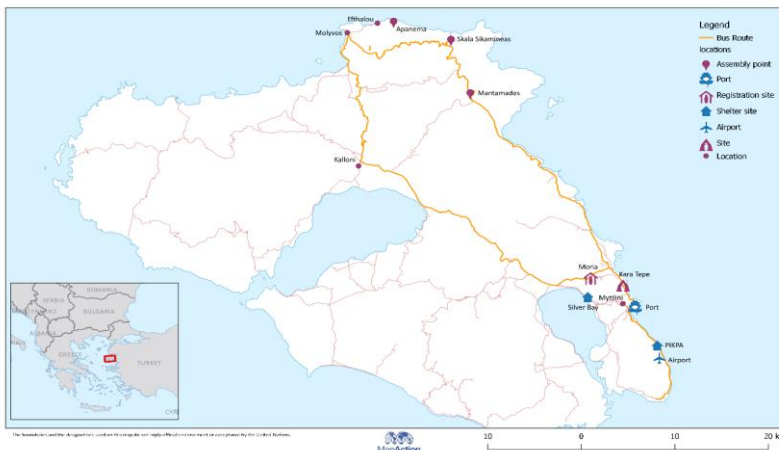 Efthalou
Molyvos
Apanema
Skala Sikamineas
Mantamados
Kalloni
Moria
Kara Tepe
Mytilini
Silver Bay
Port
PIKPA
Airport
Legend
Bus Route
locations
Assembly point
Port
Registration site
Shelter site
Airport
Site
Location
ROMANIA
SERBIA
BULGARIA
ALBANIA
GREECE
TURKEY
CYP
MapAction
10
0
10
20 k